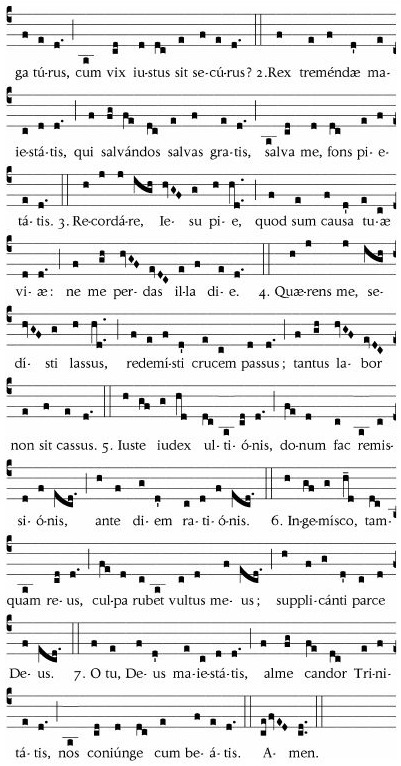 ga-tú-rus, cum vix iu-stus sit se-cú-rus? 2.Rex treméndæ ma-
ie-stá-tis, qui salvándos salvas gra-tis, salva me, fons pi-e-
tá-tis. 3. Re-cordá-re, Ie-su pi-e, quod sum causa tu-æ
vi-æ: ne me per-das il-la di-e. 4. Quærens me, se-
dí-sti lassus, redemí-sti crucem passus; tantus la-bor
non sit cassus. 5. Iuste iudex ul-ti-ó-nis, do-num fac remis-
si-ó-nis, ante di-em ra-ti-ó-nis. 6. In-ge-mísco, tam-
quam re-us, cul-pa rubet vultus me-us; suppli-cánti parce
De-us. 7. O tu, De-us ma-ie-stá-tis, alme candor Trini-
tá-tis, nos coniúnge cum be-á-tis. A-men.